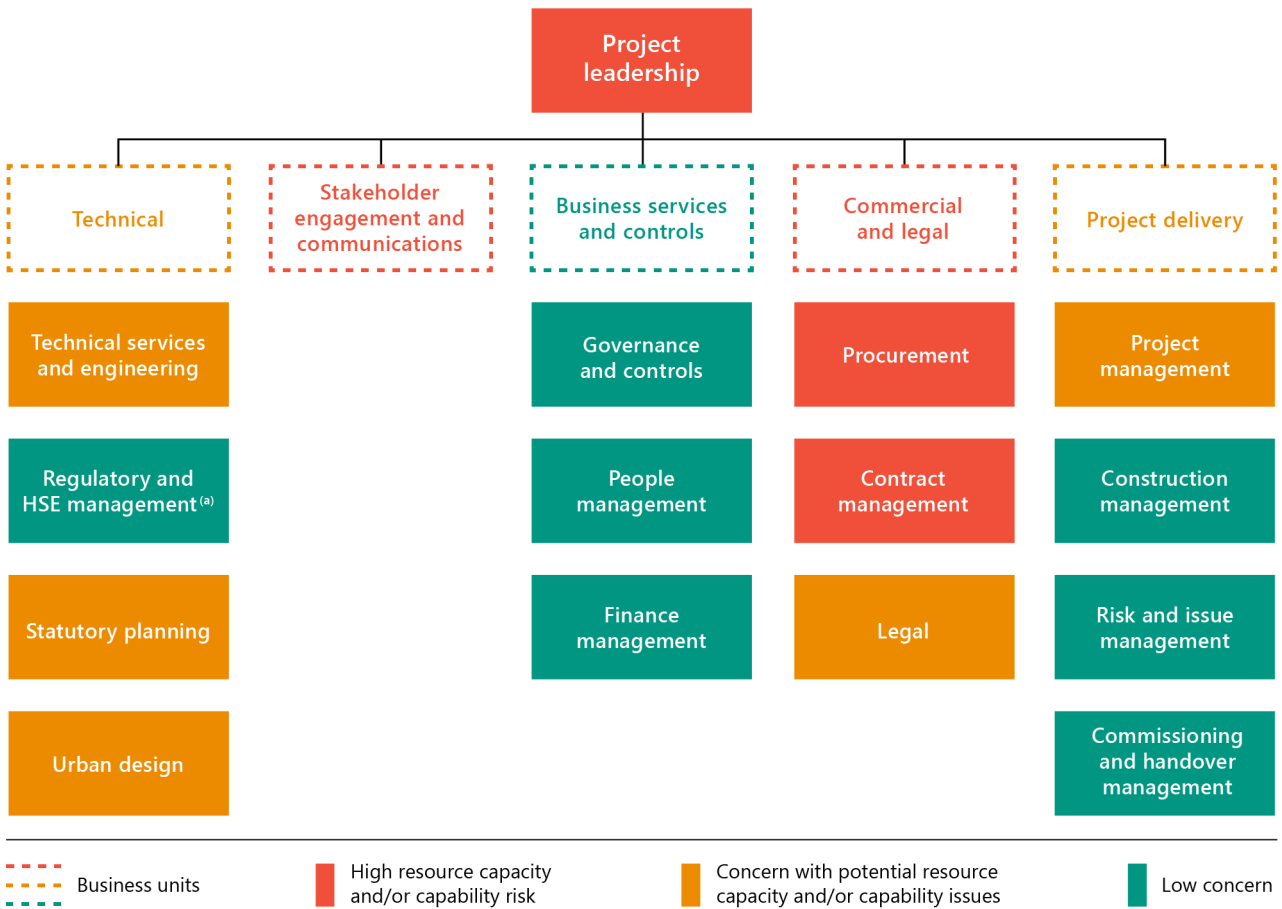 Project
leadership
Technical
Stakeholder
engagement and
communications
Business services
and controls
Commercial
and legal
Project delivery
Technical services
and engineering
Governance
and controls
Procurement
Project
management
Regulatory and
HSE management (a)
People
management
Contract
management
Construction
management
Statutory planning
Finance
management
Legal
Risk and issue
management
Urban design
Commissioning
and handover
management
Business units
High resource capacity
and/or capability risk
Concern with potential resource
capacity and/or capability issues
Low concern